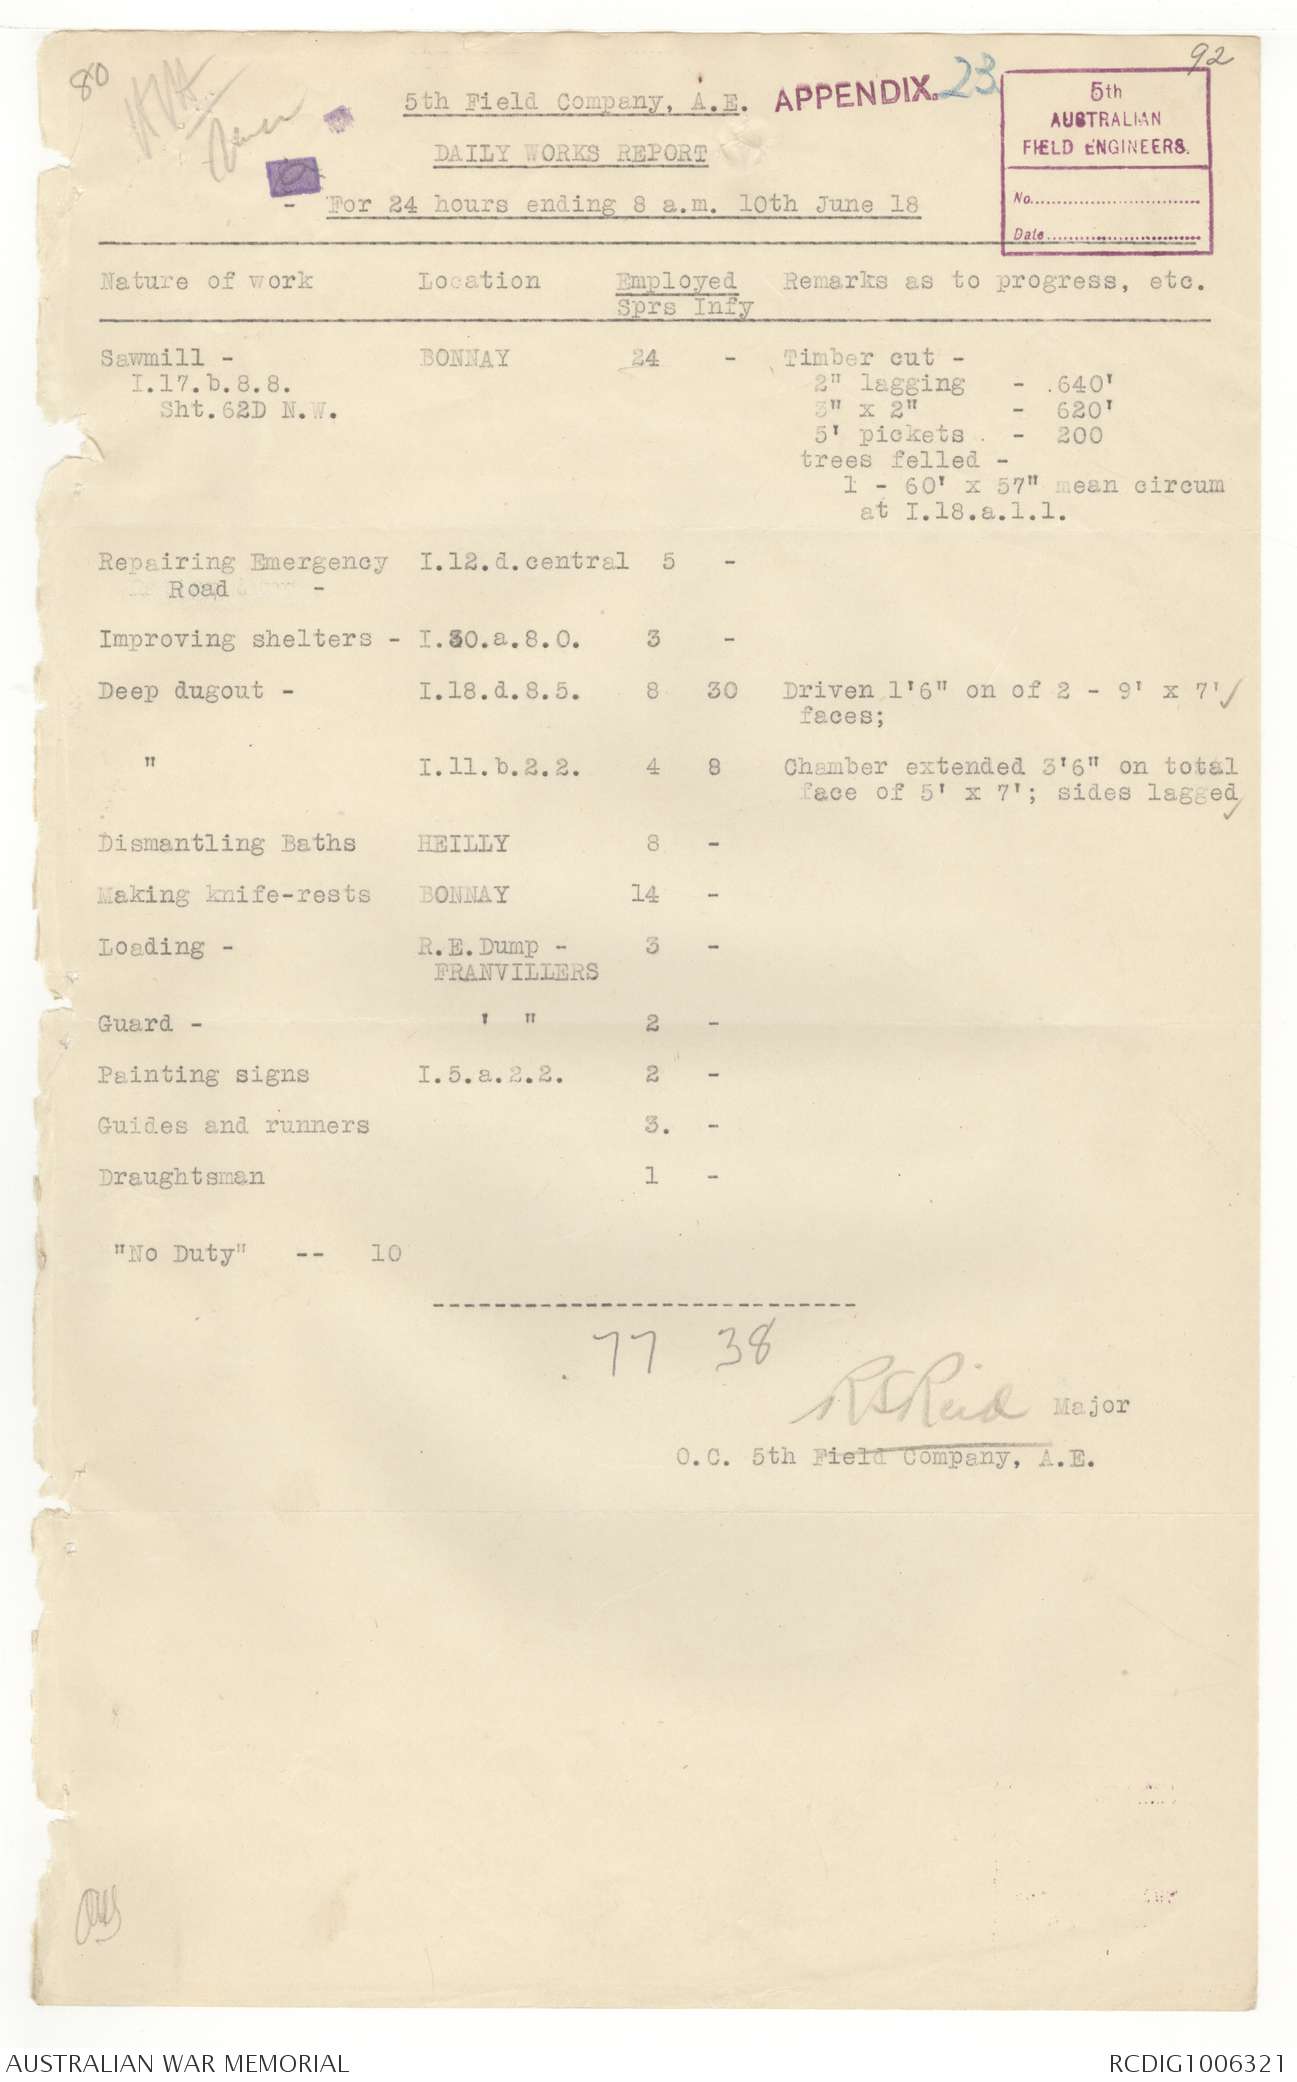 80
92
5th Field Company, A.E. APPENDIX. 23
5th
AUSTRALIAN
FIELD ENGINEERS.
No.
Date
DAILY WORKS REPORT
- For 24 hours ending 8 a.m. 10th June 18
Nature of work Location Employed Remarks as to progress, etc.
Sprs Infy
Sawmill - BONNAY 24 - Timber cut -
I.17.b.8.8. 2" lagging - 640'
Sht.62D N.W. 3" x 2" - 620'
5' pickets - 200
trees felled -
1 - 60' x 57" mean circum
at I.18.a.1.1.
Repairing Emergency I.12.d.central 5 -
Road -
Improving shelters - I.30.a.8.0. 3 -
Deep dugout - I.18.d.8.5. 8 30 Driven 1'6" on of 2 - 9' x 7'
faces;
" I.11.b.2.2. 4 8 Chamber extended 3'6" on total
face of 5' x 7'; sides lagged
Dismantling Baths HEILLY 8 -
Making knife-rests BONNAY 14 -
Loading - R.E.Dump - 3 -
FRANVILLERS
Guard - ' " 2 -
Painting signs I.5.a.2.2. 2 -
Guides and runners 3. -
Draughtsman 1 -
"No Duty" -- 10
----------------------------
77 38
RSReid Major
O.C. 5th Field Company, A.E.
AUSTRALIAN WAR MEMORIAL RCDIG1006321